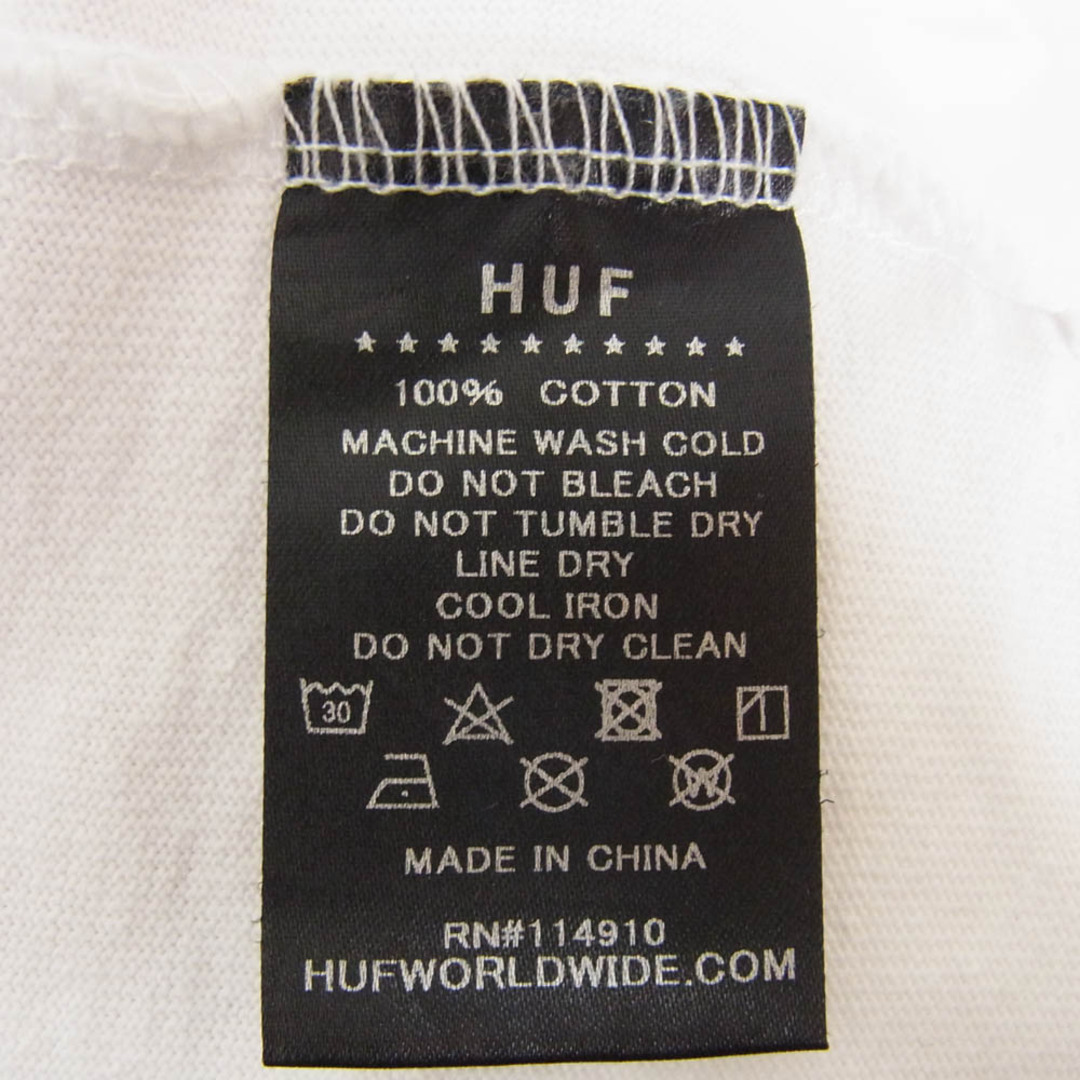 HUF
★★★★★★★★★★
100% COTTON
MACHINE WASH COLD
DO NOT BLEACH
DO NOT TUMBLE DRY
LINE DRY
COOL IRON
DO NOT DRY CLEAN
30
W
MADE IN CHINA
RN#114910
HUFWORLDWIDE.COM